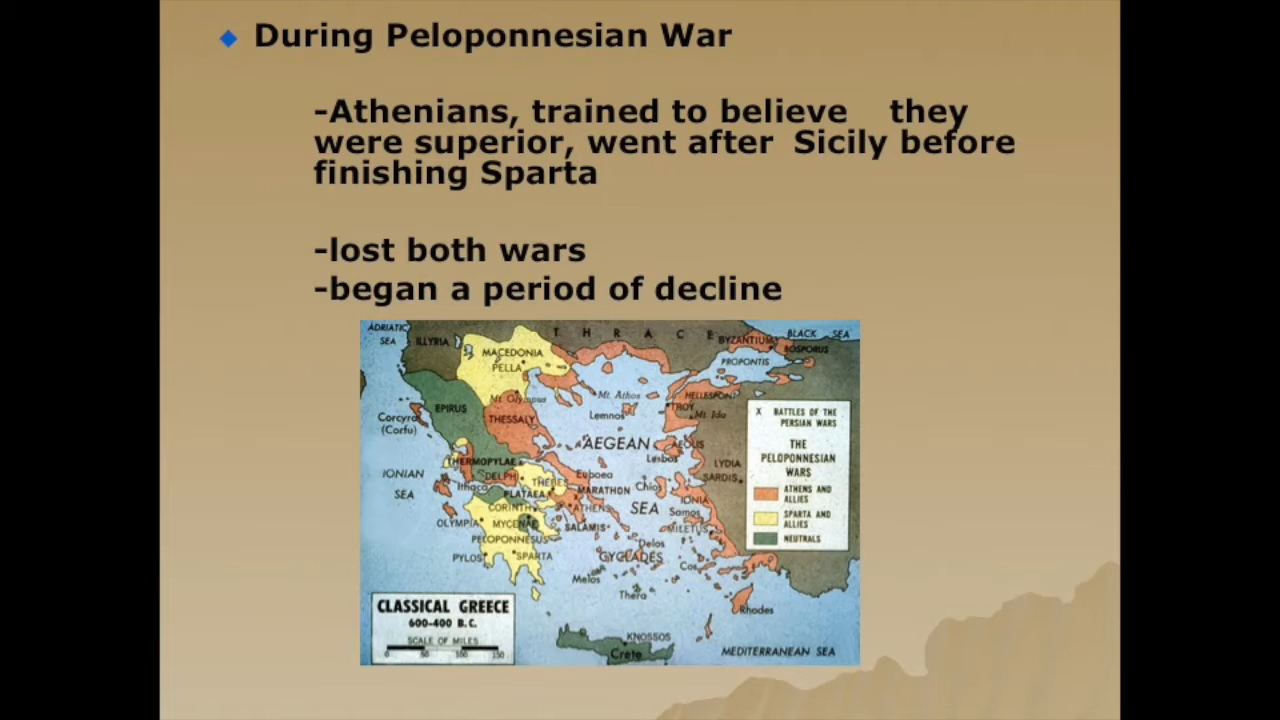 During Peloponnesian War
-Athenians, trained to believe they
were superior, went after Sicily before
finishing Sparta
-lost both wars
-began a period of decline
ADRIATIC
SEA
ILLYRIA
THRACE
BLACK SEA
BYZANTIUM
BOSPORUS
MACEDONIA
PELLA
PROPONTIS
Mt. Olympus
Mt. Athos
HELLESPONT
EPIRUS
TROY
Mt. Ida
Corcyra
(Corfu)
THESSALY
Lemnos
AEGEAN
AEOLIS
Lesbos
THERMOPYLAE
LYDIA
SARDIS
IONIAN
SEA
DELPHI
Euboea
Ithaca
THEBES
Chios
PLATAEA
MARATHON
IONIA
CORINTH
ATHENS
SEA
Samos
OLYMPIA
MYCENAE
SALAMIS
MILETUS
PELOPONNESUS
Delos
PYLOS
SPARTA
CYCLADES
Cos
Melos
Thera
Rhodes
KNOSSOS
Crete
MEDITERRANEAN SEA
X BATTLES OF THE
PERSIAN WARS
THE
PELOPONNESIAN
WARS
ATHENS AND
ALLIES
SPARTA AND
ALLIES
NEUTRALS
CLASSICAL GREECE
600-400 B.C.
SCALE OF MILES
0 50 100 150